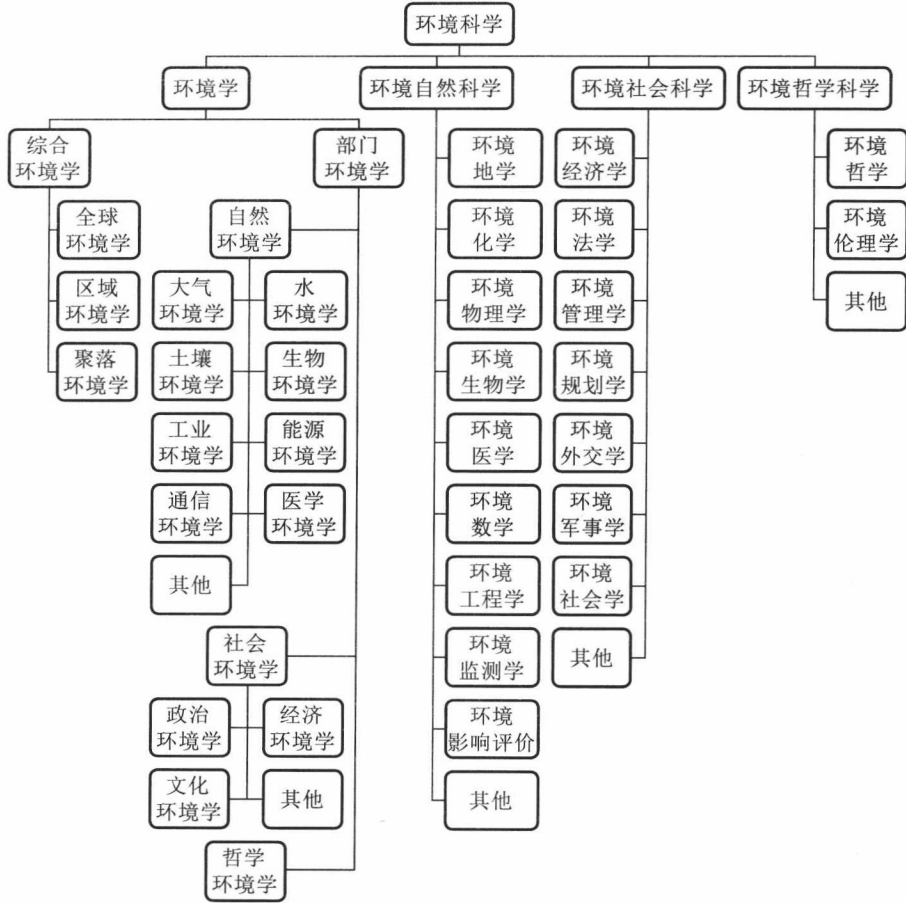 环境科学
环境学
环境自然科学
环境社会科学
环境哲学科学
综合
环境学
全球
环境学
区域
环境学
聚落
环境学
部门
环境学
自然
环境学
大气
环境学
水
环境学
土壤
环境学
生物
环境学
工业
环境学
能源
环境学
通信
环境学
医学
环境学
其他
社会
环境学
政治
环境学
经济
环境学
文化
环境学
其他
哲学
环境学
环境
地学
环境
化学
环境
物理学
环境
生物学
环境
医学
环境
数学
环境
工程学
环境
监测学
环境
影响评价
其他
环境
经济学
环境
法学
环境
管理学
环境
规划学
环境
外交学
环境
军事学
环境
社会学
其他
环境
哲学
环境
伦理学
其他